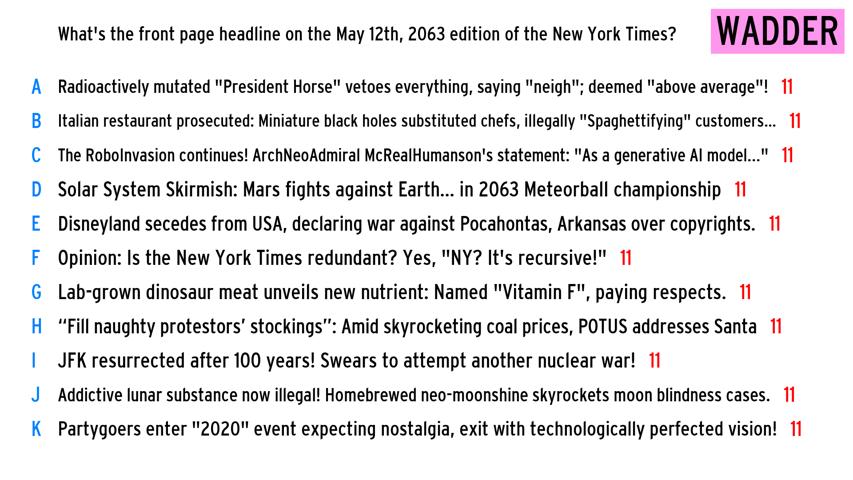 What's the front page headline on the May 12th, 2063 edition of the New York Times?
WADDER
A Radioactively mutated "President Horse" vetoes everything, saying "neigh"; deemed "above average"! 11
B Italian restaurant prosecuted: Miniature black holes substituted chefs, illegally "Spaghettifying" customers... 11
C The RoboInvasion continues! ArchNeoAdmiral McRealHumanson's statement: "As a generative AI model..." 11
D Solar System Skirmish: Mars fights against Earth... in 2063 Meteorball championship 11
E Disneyland secedes from USA, declaring war against Pocahontas, Arkansas over copyrights. 11
F Opinion: Is the New York Times redundant? Yes, "NY? It's recursive!" 11
G Lab-grown dinosaur meat unveils new nutrient: Named "Vitamin F", paying respects. 11
H “Fill naughty protestors’ stockings”: Amid skyrocketing coal prices, POTUS addresses Santa 11
I JFK resurrected after 100 years! Swears to attempt another nuclear war! 11
J Addictive lunar substance now illegal! Homebrewed neo-moonshine skyrockets moon blindness cases. 11
K Partygoers enter "2020" event expecting nostalgia, exit with technologically perfected vision! 11